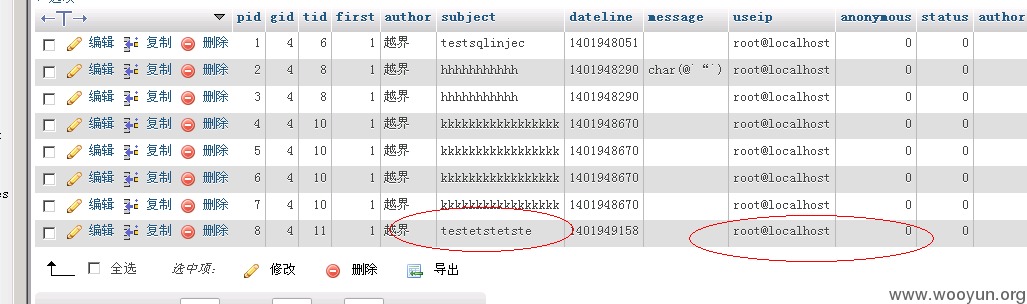 pid gid tid first author subject dateline message useip anonymous status author
编辑 复制 删除 1 4 6 1 越界 testsqlinjec 1401948051 root@localhost 0 0
编辑 复制 删除 2 4 8 1 越界 hhhhhhhhhhh 1401948290 char(@`“`) root@localhost 0 0
编辑 复制 删除 3 4 8 1 越界 hhhhhhhhhhh 1401948290 root@localhost 0 0
编辑 复制 删除 4 4 10 1 越界 kkkkkkkkkkkkkkkkk 1401948670 root@localhost 0 0
编辑 复制 删除 5 4 10 1 越界 kkkkkkkkkkkkkkkkk 1401948670 root@localhost 0 0
编辑 复制 删除 6 4 10 1 越界 kkkkkkkkkkkkkkkkk 1401948670 root@localhost 0 0
编辑 复制 删除 7 4 10 1 越界 kkkkkkkkkkkkkkkkk 1401948670 root@localhost 0 0
编辑 复制 删除 8 4 11 1 越界 testetstetste 1401949158 root@localhost 0 0
全选 选中项： 修改 删除 导出
www.wooyun.org